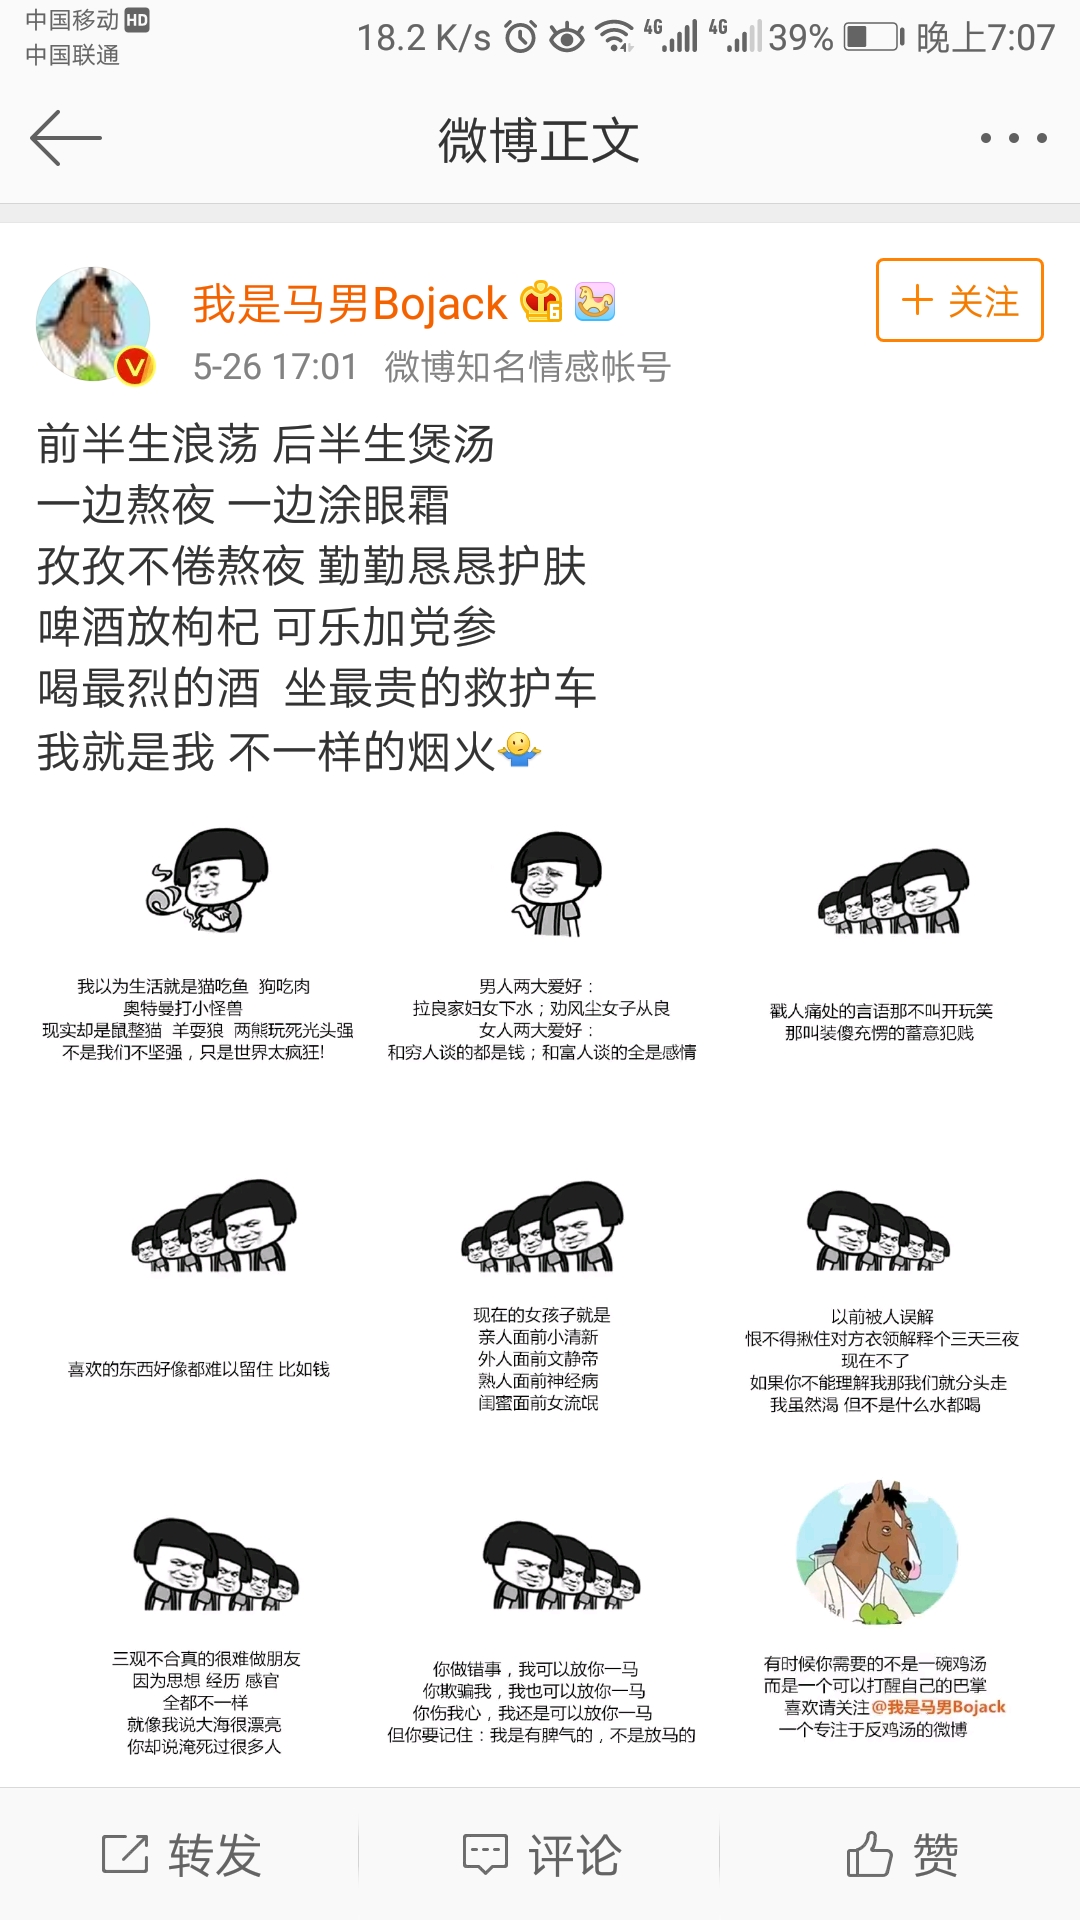 中国移动 HD
中国联通
18.2 K/s 4G 4G 39% 晚上7:07
微博正文
我是马男Bojack
+ 关注
5-26 17:01 微博知名情感帐号
前半生浪荡 后半生煲汤
一边熬夜 一边涂眼霜
孜孜不倦熬夜 勤勤恳恳护肤
啤酒放枸杞 可乐加党参
喝最烈的酒 坐最贵的救护车
我就是我 不一样的烟火🤷
我以为生活就是猫吃鱼 狗吃肉
奥特曼打小怪兽
现实却是鼠整猫 羊耍狼 两熊玩死光头强
不是我们不坚强，只是世界太疯狂!
男人两大爱好：
拉良家妇女下水；劝风尘女子从良
女人两大爱好：
和穷人谈的都是钱；和富人谈的全是感情
戳人痛处的言语那不叫开玩笑
那叫装傻充愣的蓄意犯贱
喜欢的东西好像都难以留住 比如钱
现在的女孩子就是
亲人面前小清新
外人面前文静帝
熟人面前神经病
闺蜜面前女流氓
以前被人误解
恨不得揪住对方衣领解释个三天三夜
现在不了
如果你不能理解我那我们就分头走
我虽然渴 但不是什么水都喝
三观不合真的很难做朋友
因为思想 经历 感官
全都不一样
就像我说大海很漂亮
你却说淹死过很多人
你做错事，我可以放你一马
你欺骗我，我也可以放你一马
你伤我心，我还是可以放你一马
但你要记住：我是有脾气的，不是放马的
有时候你需要的不是一碗鸡汤
而是一个可以打醒自己的巴掌
喜欢请关注@我是马男Bojack
一个专注于反鸡汤的微博
转发
评论
赞